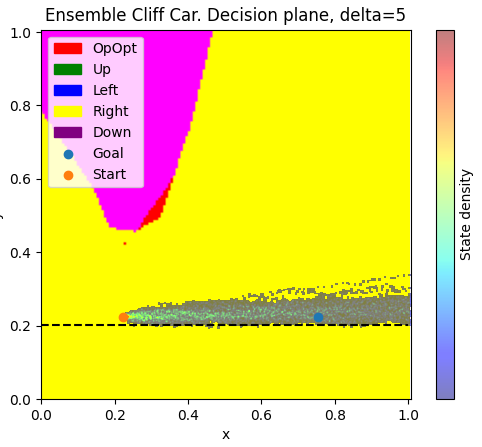 Ensemble Cliff Car. Decision plane, delta=5
1.0
0.8
0.6
0.4
0.2
0.0
OpOpt
Up
Left
Right
Down
Goal
Start
0.0 0.2 0.4 0.6 0.8 1.0
x
State density